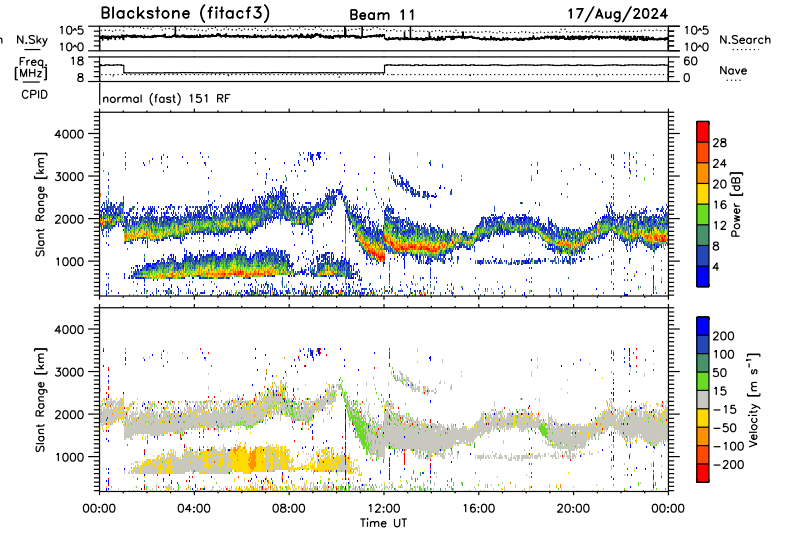 Blackstone (fitacf3) Beam 11 17/Aug/2024
n N.Sky 10^5 10^5 N.Search
10^0 10^0
Freq. 18 60
[MHz] 8 0 Nave
CPID normal (fast) 151 RF
Slant Range [km] 4000 3000 2000 1000
28 24 20 16 12 8 4 Power [dB]
Slant Range [km] 4000 3000 2000 1000
200 100 50 15 −15 −50 −100 −200 Velocity [m s⁻¹]
00:00 04:00 08:00 12:00 16:00 20:00 00:00
Time UT